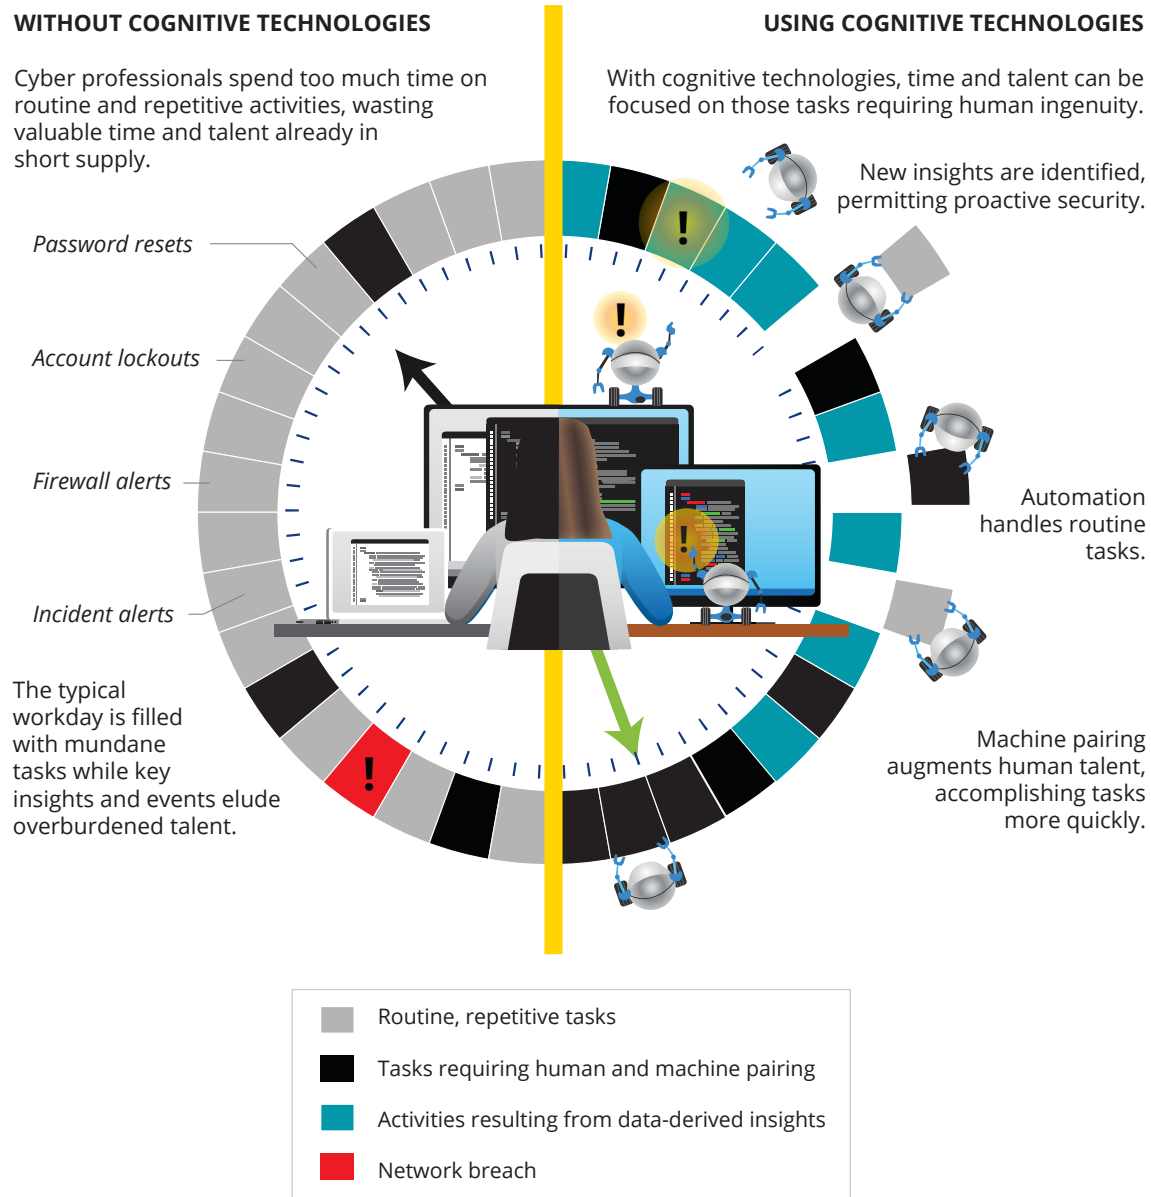 WITHOUT COGNITIVE TECHNOLOGIES
Cyber professionals spend too much time on
routine and repetitive activities, wasting
valuable time and talent already in
short supply.
Password resets
Account lockouts
Firewall alerts
Incident alerts
The typical
workday is filled
with mundane
tasks while key
insights and events elude
overburdened talent.
!
USING COGNITIVE TECHNOLOGIES
With cognitive technologies, time and talent can be
focused on those tasks requiring human ingenuity.
New insights are identified,
permitting proactive security.
!
!
!
Automation
handles routine
tasks.
Machine pairing
augments human talent,
accomplishing tasks
more quickly.
Routine, repetitive tasks
Tasks requiring human and machine pairing
Activities resulting from data-derived insights
Network breach